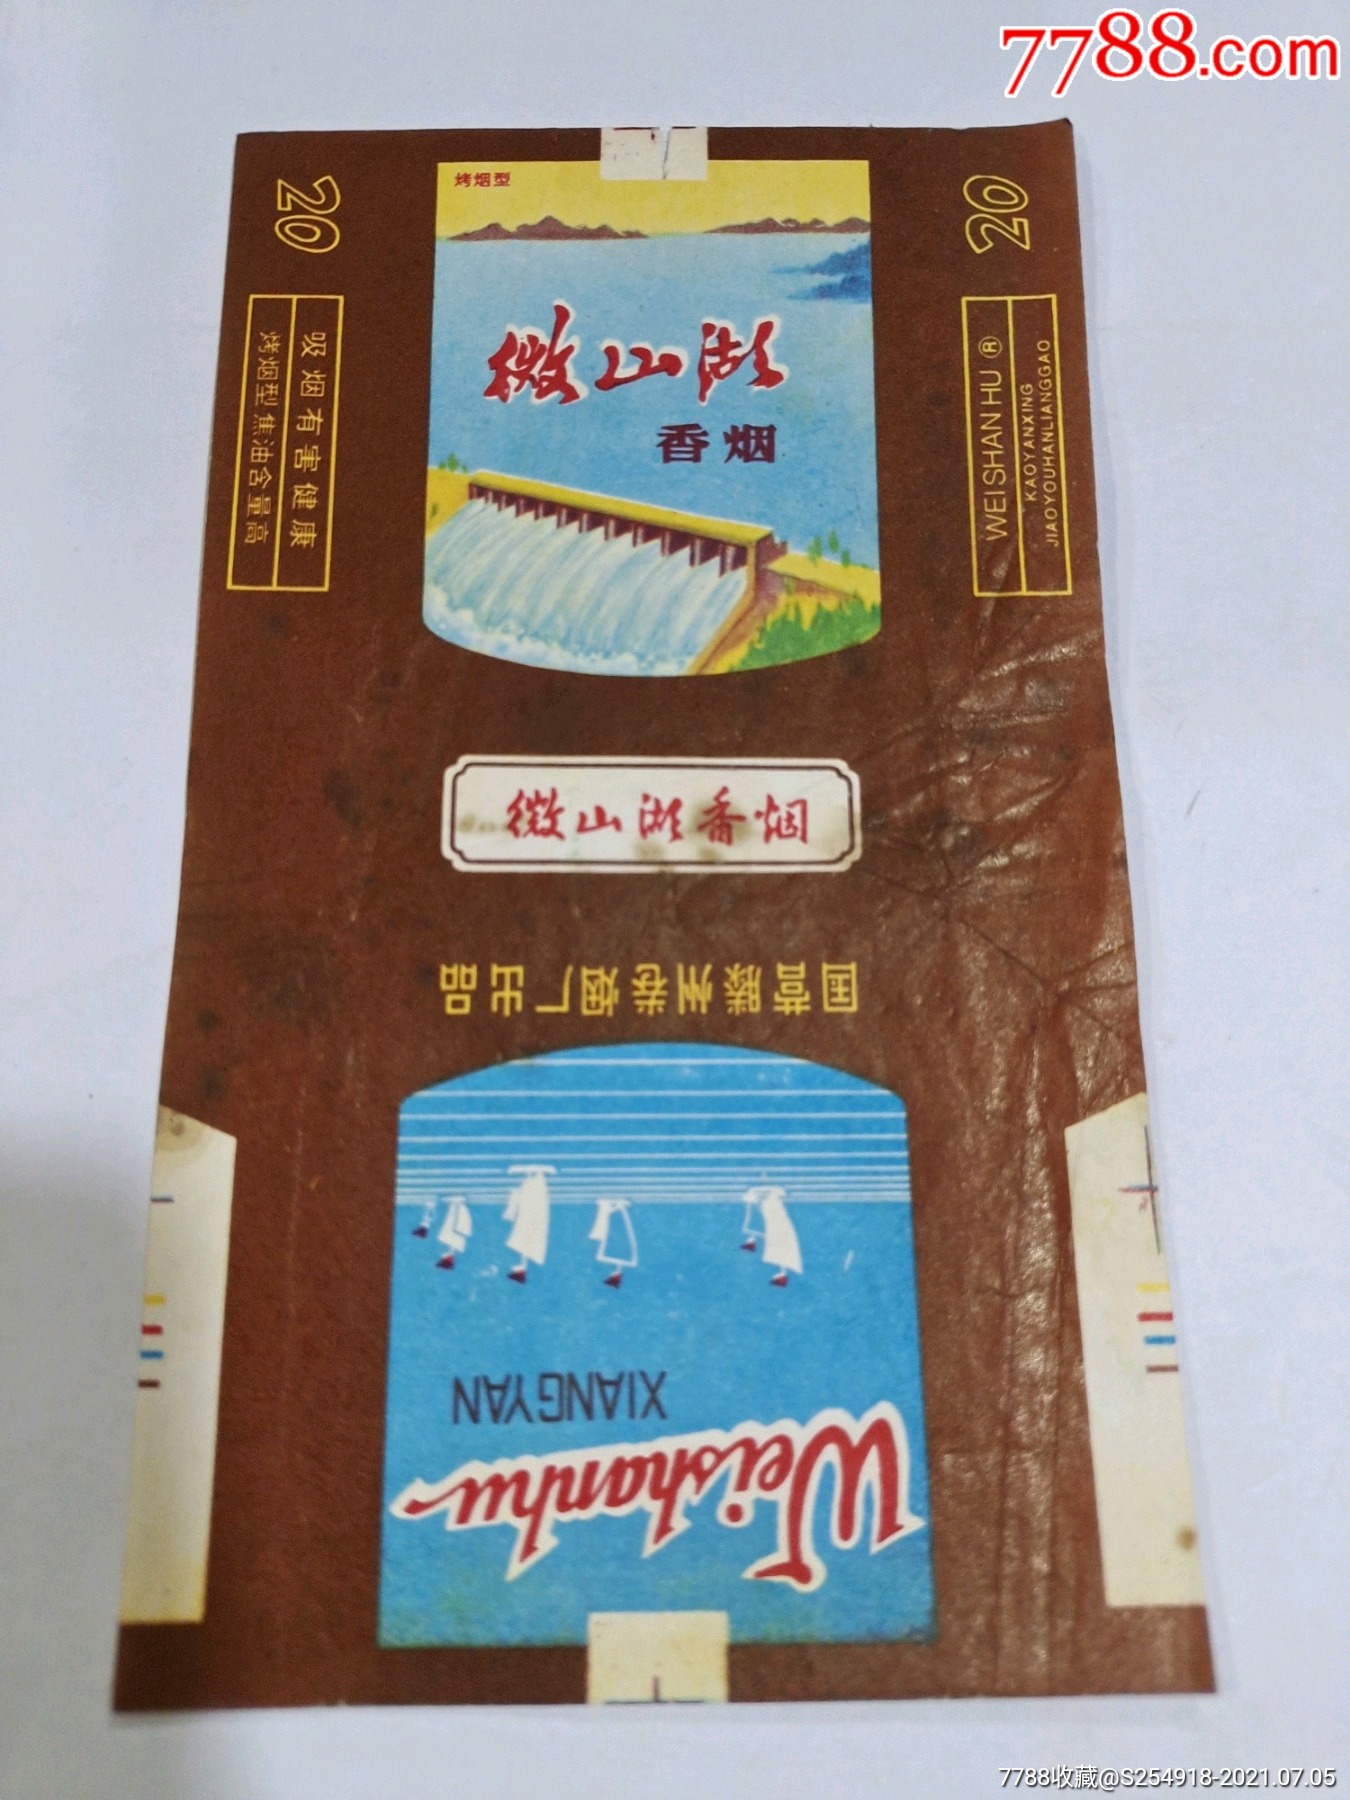 7788.com
20
20
烤烟型
微山湖
香烟
吸烟有害健康
烤烟型焦油含量高
WEISHANHU ®
KAOYANXING
JIAOYOUHANLIANGGAO
微山湖香烟
国营滕州卷烟厂出品
Weishanhu
XIANGYAN
7788收藏@S254918-2021.07.05